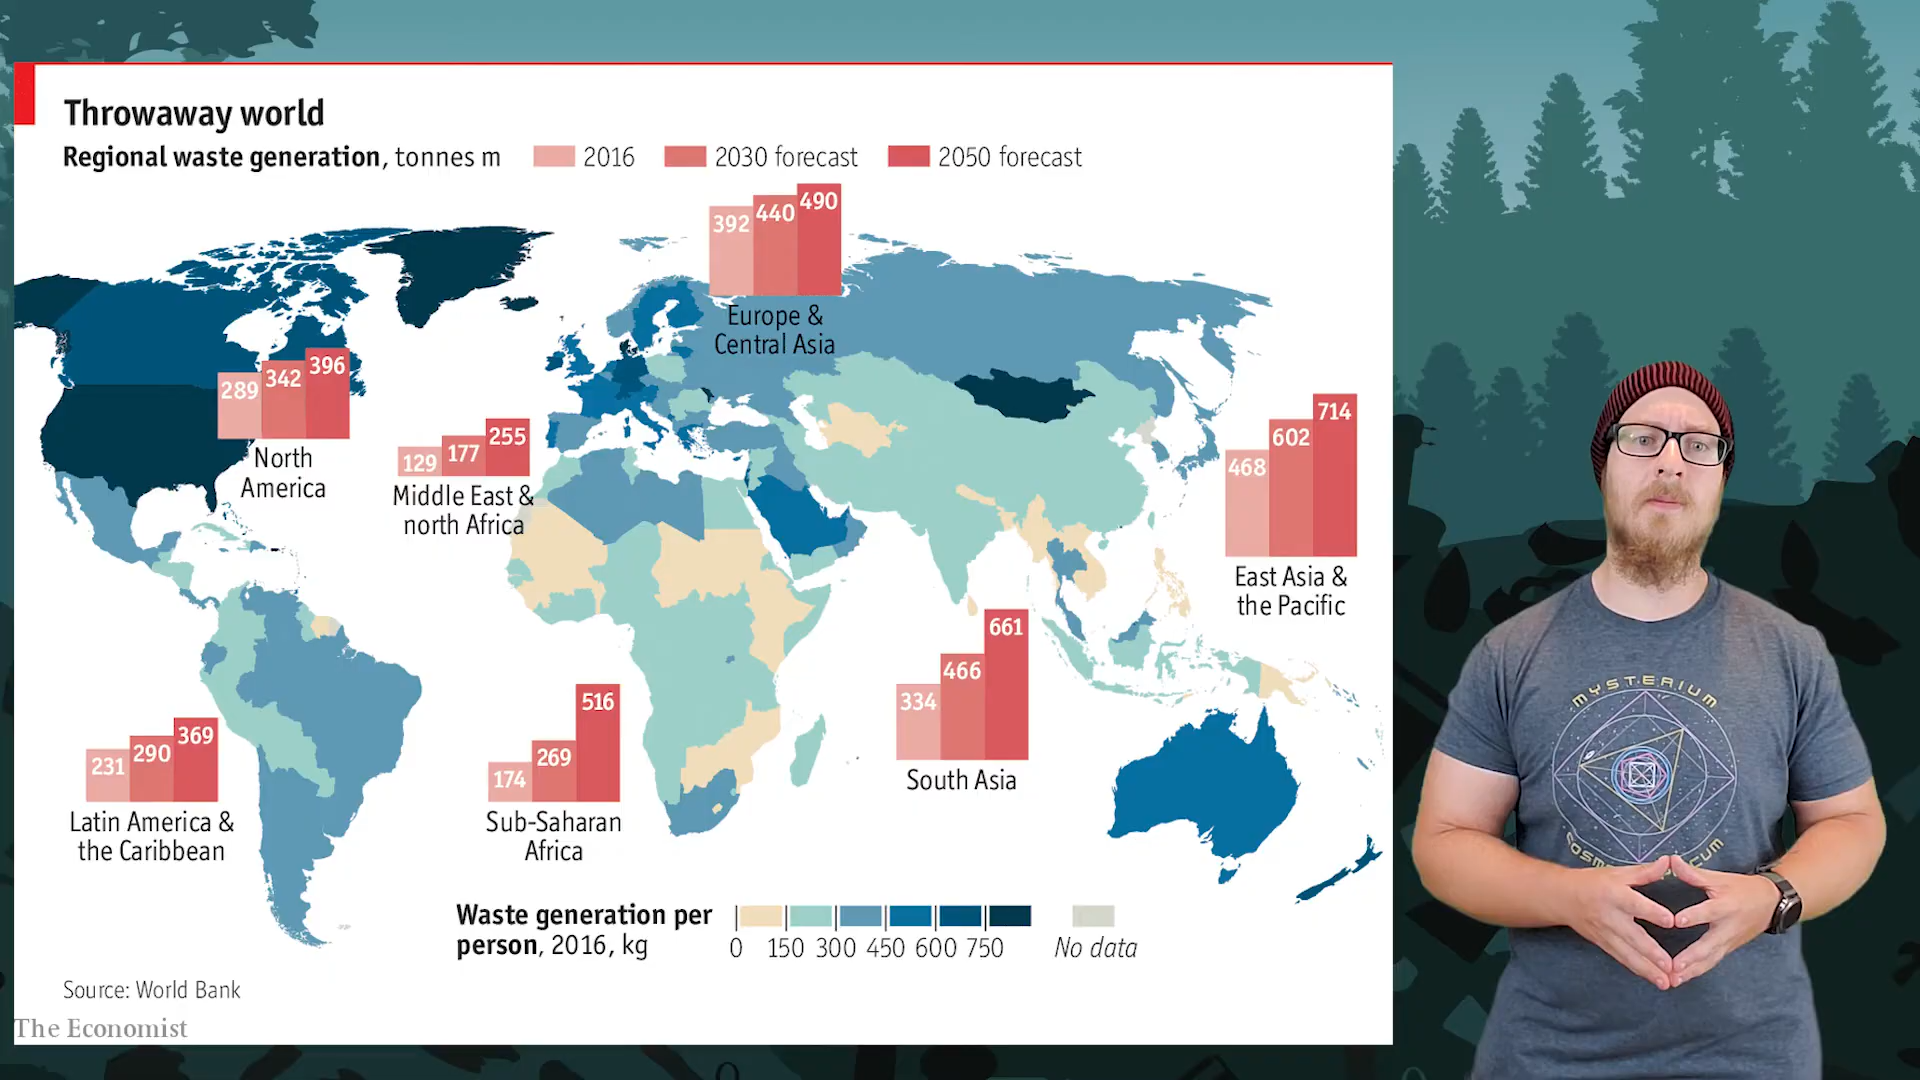 Throwaway world
Regional waste generation, tonnes m
2016
2030 forecast
2050 forecast
392
440
490
Europe &
Central Asia
289
342
396
North
America
129
177
255
Middle East &
north Africa
468
602
714
East Asia &
the Pacific
334
466
661
South Asia
174
269
516
Sub-Saharan
Africa
231
290
369
Latin America &
the Caribbean
Waste generation per
person, 2016, kg
0 150 300 450 600 750
No data
Source: World Bank
The Economist
MYSTERIUM